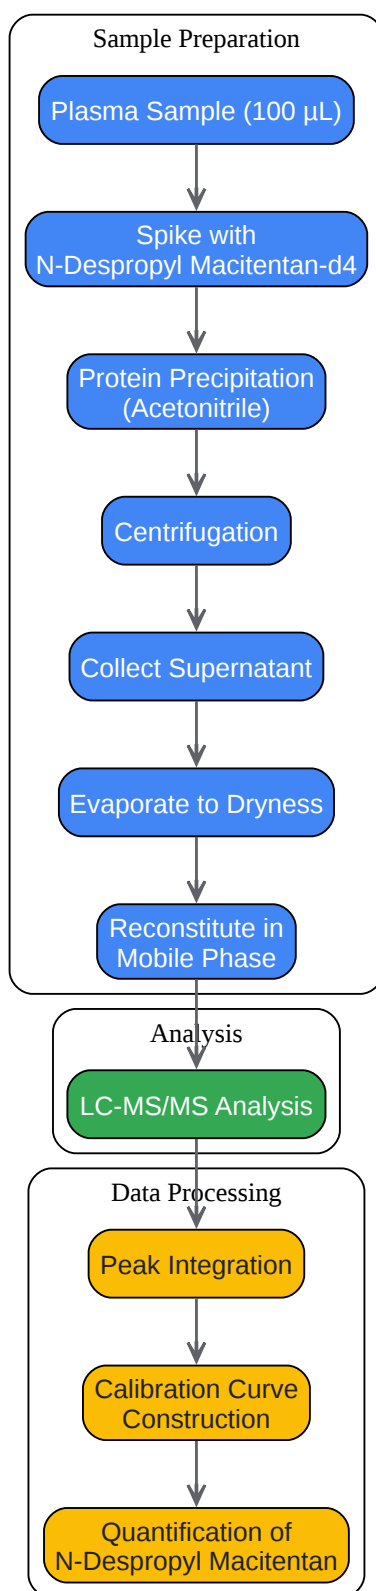 Sample Preparation
Plasma Sample (100 µL)
Spike with
N-Despropyl Macitentan-d4
Protein Precipitation
(Acetonitrile)
Centrifugation
Collect Supernatant
Evaporate to Dryness
Reconstitute in
Mobile Phase
Analysis
LC-MS/MS Analysis
Data Processing
Peak Integration
Calibration Curve
Construction
Quantification of
N-Despropyl Macitentan